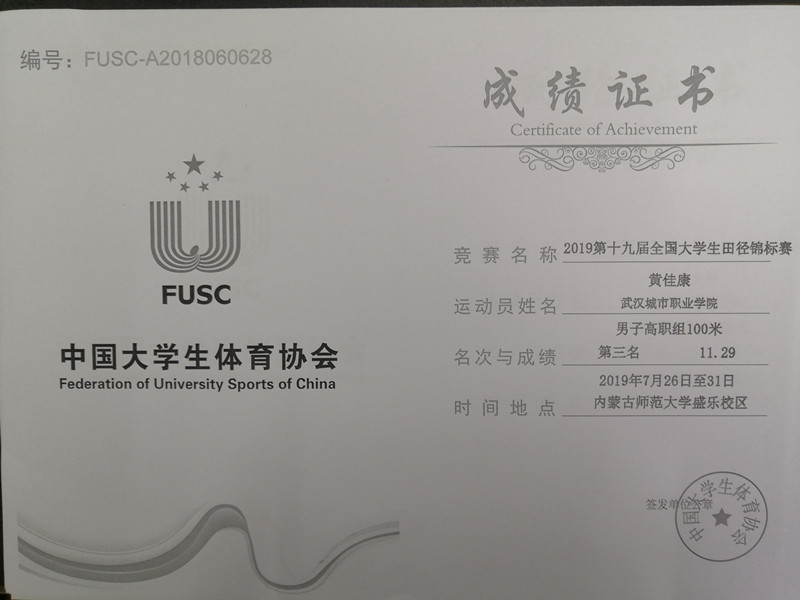 编号：FUSC-A2018060628
FUSC
中国大学生体育协会
Federation of University Sports of China
成绩证书
Certificate of Achievement
竞赛名称 2019第十九届全国大学生田径锦标赛
黄佳康
运动员姓名 武汉城市职业学院
男子高职组100米
名次与成绩 第三名 11.29
2019年7月26日至31日
时间地点 内蒙古师范大学盛乐校区
签发单位公章
中国大学生体育协会